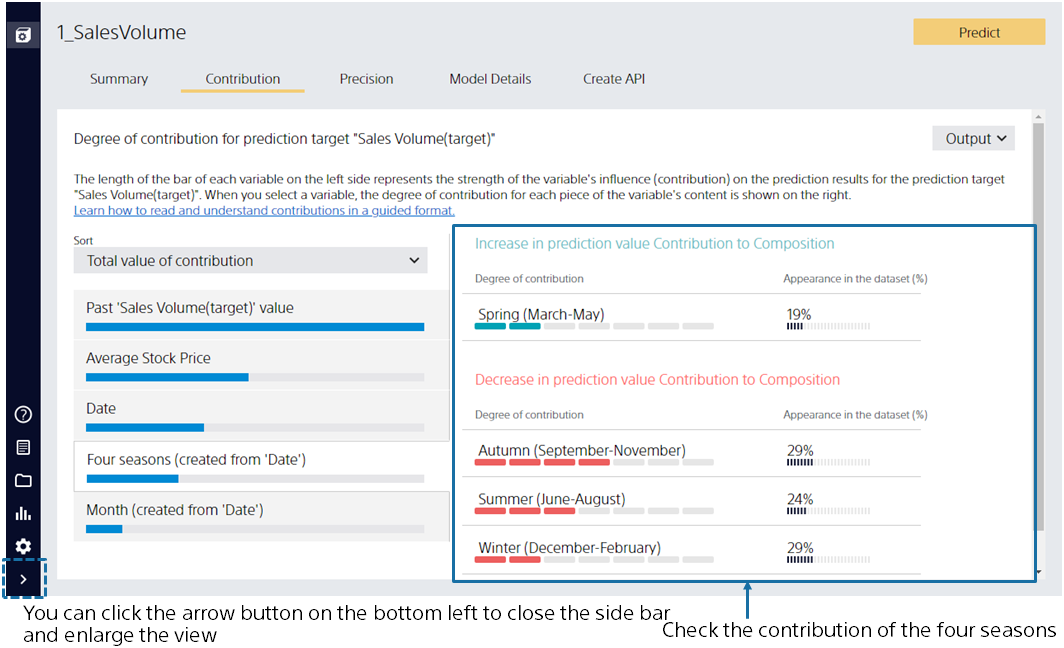 1_SalesVolume
Predict
Summary
Contribution
Precision
Model Details
Create API
Degree of contribution for prediction target "Sales Volume(target)"
Output
The length of the bar of each variable on the left side represents the strength of the variable's influence (contribution) on the prediction results for the prediction target
"Sales Volume(target)". When you select a variable, the degree of contribution for each piece of the variable's content is shown on the right.
Learn how to read and understand contributions in a guided format.
Sort
Total value of contribution
Past 'Sales Volume(target)' value
Average Stock Price
Date
Four seasons (created from 'Date')
Month (created from 'Date')
Increase in prediction value Contribution to Composition
Degree of contribution
Appearance in the dataset (%)
Spring (March-May)
19%
Decrease in prediction value Contribution to Composition
Degree of contribution
Appearance in the dataset (%)
Autumn (September-November)
29%
Summer (June-August)
24%
Winter (December-February)
29%
You can click the arrow button on the bottom left to close the side bar
and enlarge the view
Check the contribution of the four seasons